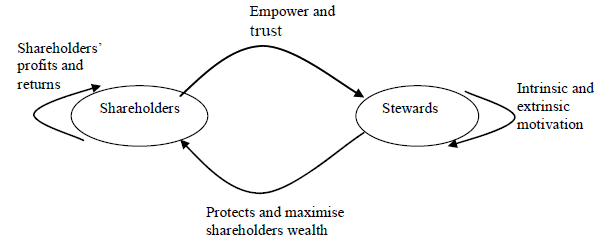 Empower and
trust
Shareholders’
profits and
returns
Shareholders
Stewards
Intrinsic and
extrinsic
motivation
Protects and maximise
shareholders wealth